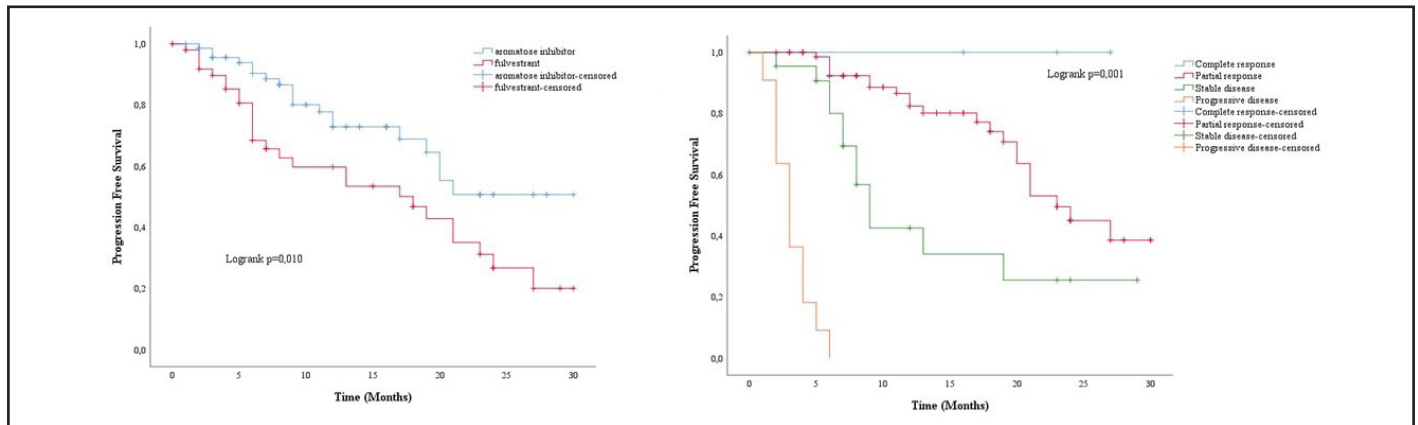 1,0
0,8
0,6
0,4
0,2
0,0
Progression Free Survival
aromatose inhibitor
fulvestrant
aromatose inhibitor-censored
fulvestrant-censored
Logrank p=0,010
0 5 10 15 20 25 30
Time (Months)
1,0
0,8
0,6
0,4
0,2
0,0
Progression Free Survival
Logrank p=0,001
Complete response
Partial response
Stable disease
Progressive disease
Complete response-censored
Partial response-censored
Stable disease-censored
Progressive disease-censored
0 5 10 15 20 25 30
Time (Months)